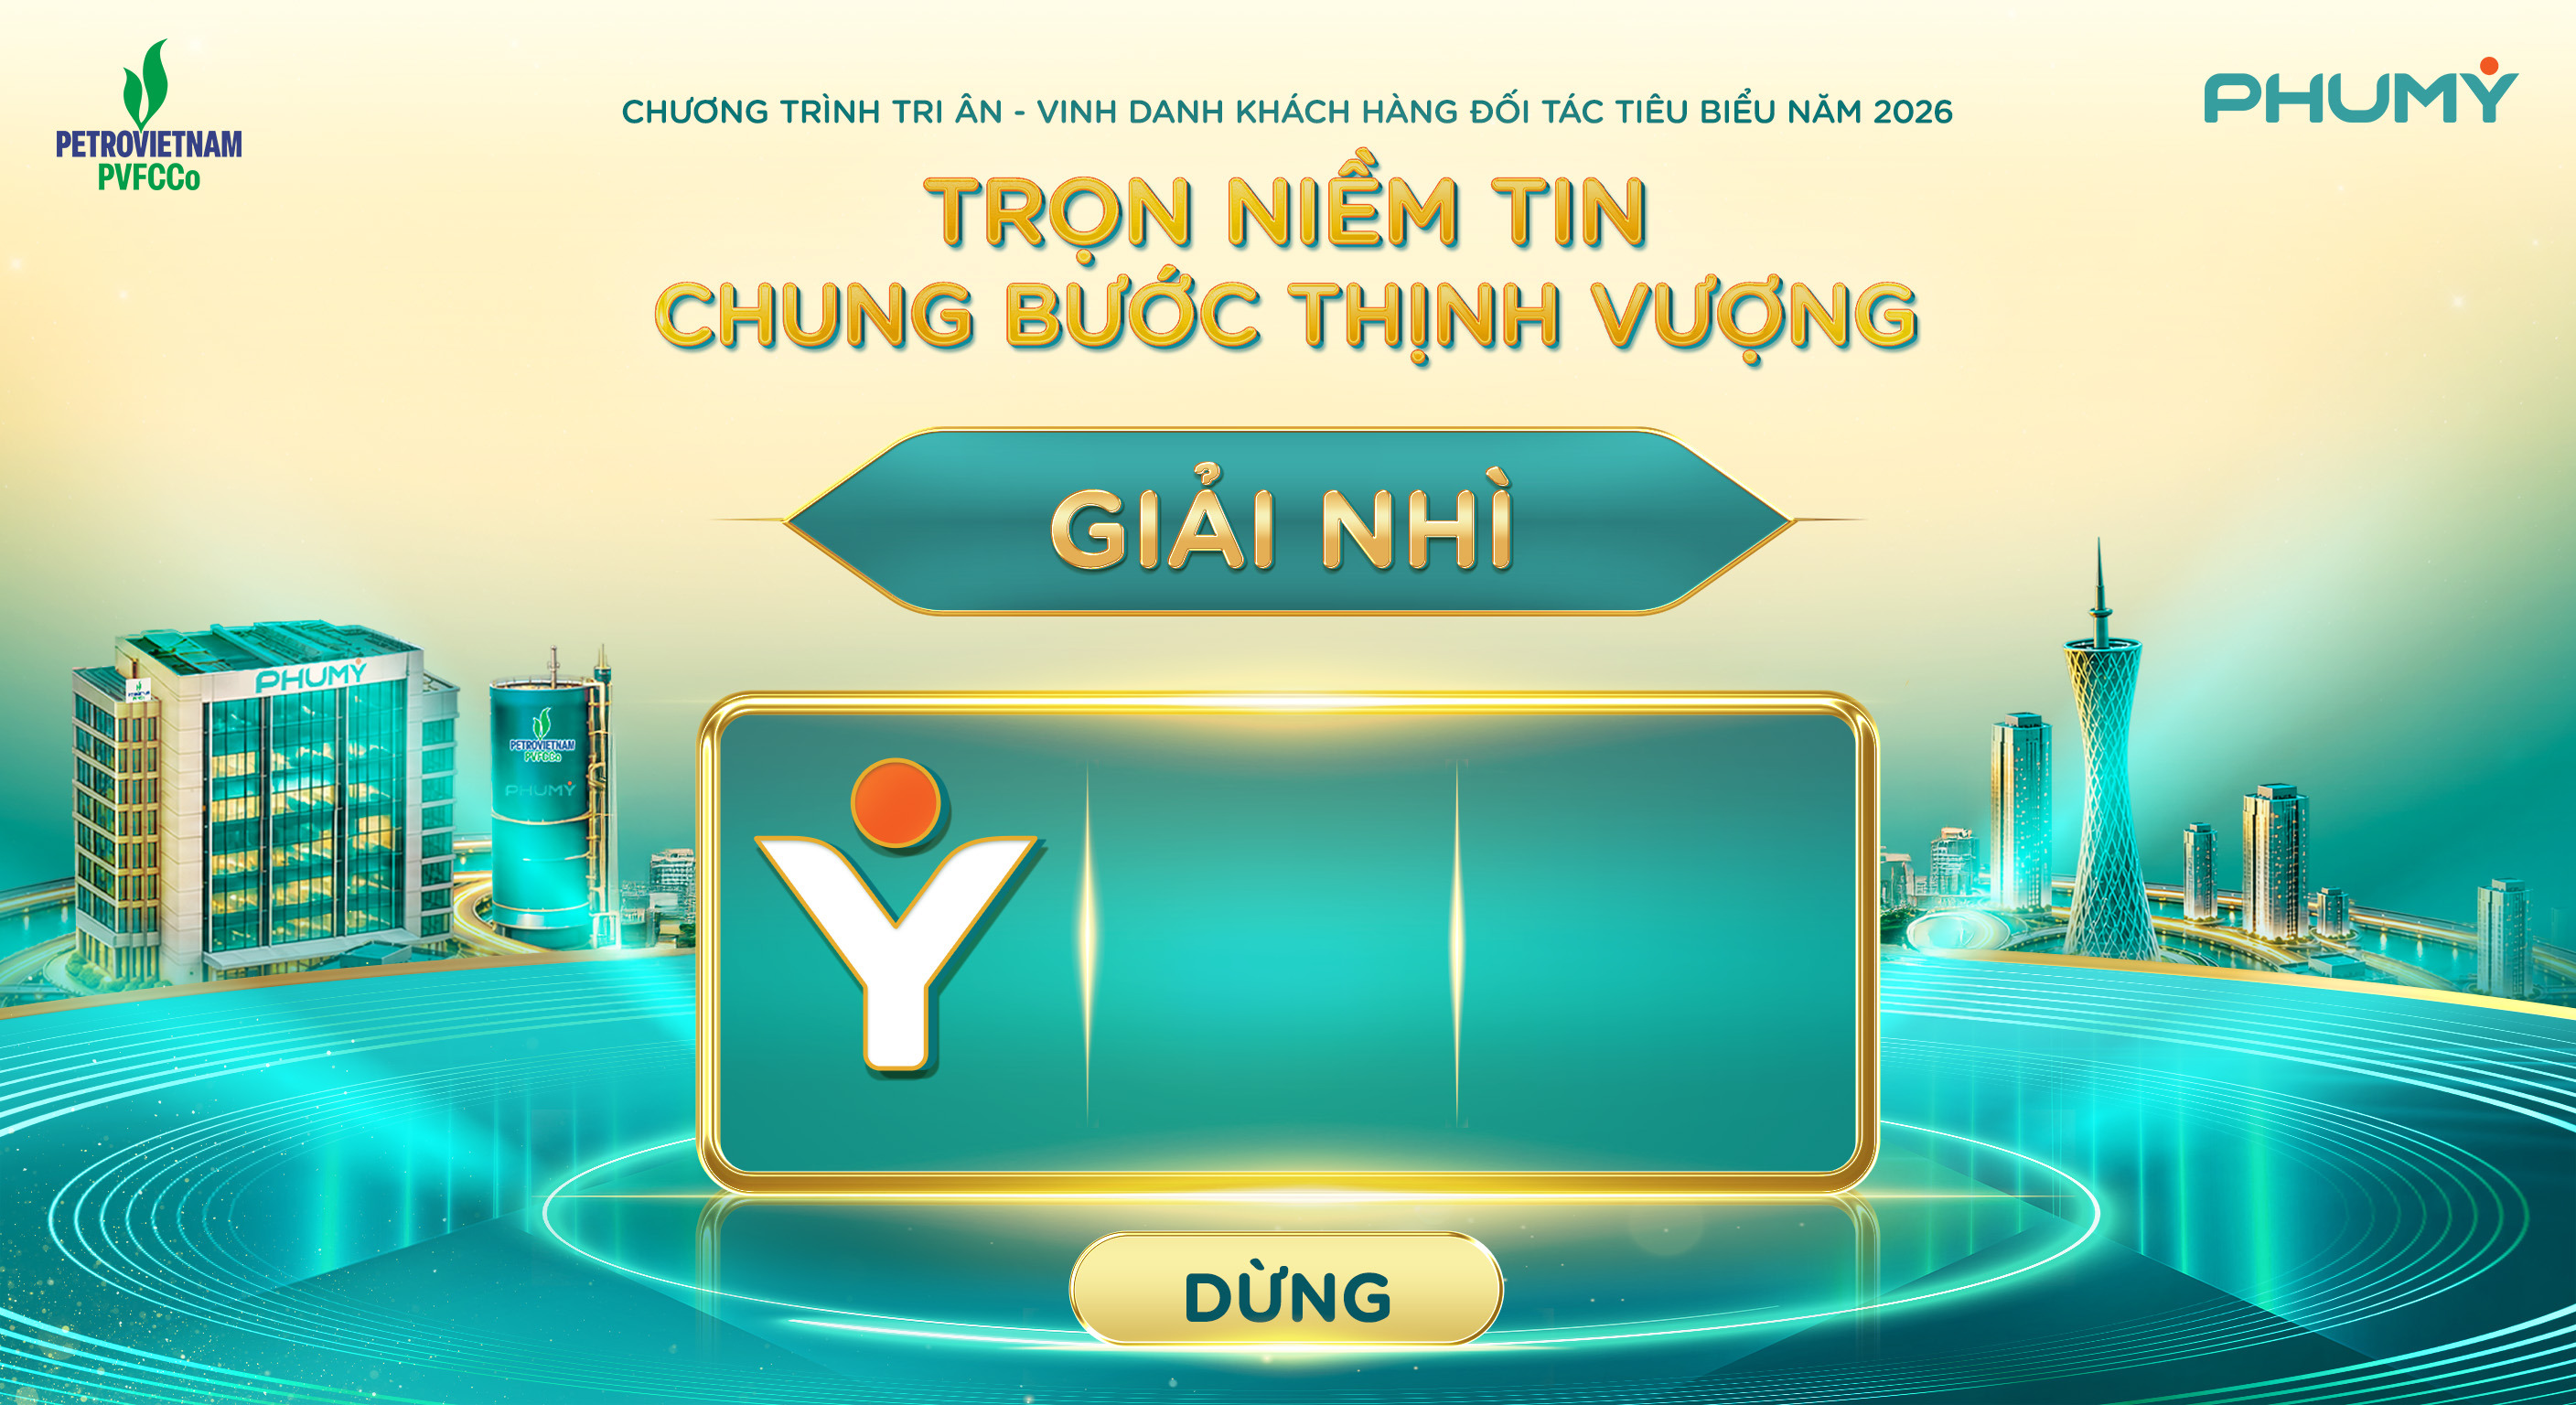 PETROVIETNAM
PVFCCo
PHUMỸ
CHƯƠNG TRÌNH TRI ÂN - VINH DANH KHÁCH HÀNG ĐỐI TÁC TIÊU BIỂU NĂM 2026
TRỌN NIỀM TIN
CHUNG BƯỚC THỊNH VƯỢNG
GIẢI NHÌ
PHUMY
PETROVIETNAM
PVFCCo
PHUMY
Y
DỪNG